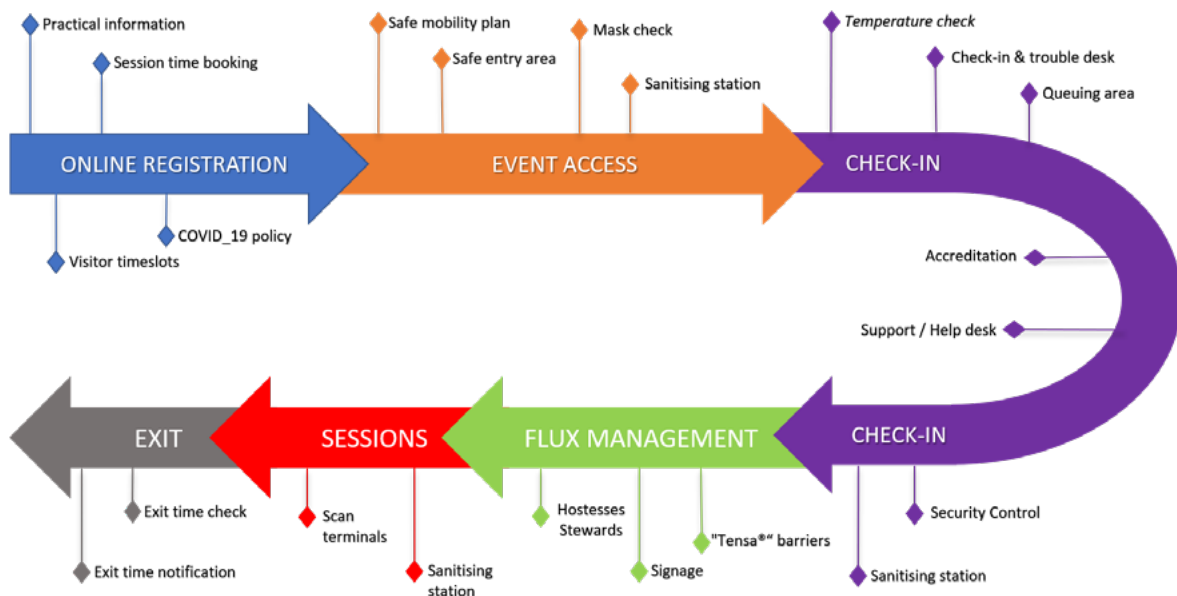 Practical information
Session time booking
Safe mobility plan
Safe entry area
Mask check
Sanitising station
Temperature check
Check-in & trouble desk
Queuing area
ONLINE REGISTRATION
EVENT ACCESS
CHECK-IN
COVID_19 policy
Visitor timeslots
Accreditation
Support / Help desk
EXIT
SESSIONS
FLUX MANAGEMENT
CHECK-IN
Exit time check
Exit time notification
Scan
terminals
Sanitising
station
Hostesses
Stewards
Signage
"Tensa®“ barriers
Security Control
Sanitising station